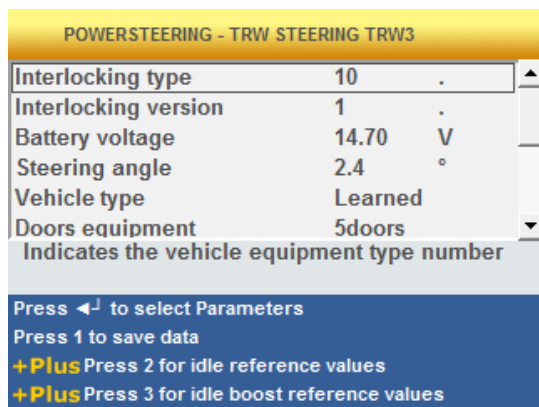 POWERSTEERING - TRW STEERING TRW3
Interlocking type 10 .
Interlocking version 1 .
Battery voltage 14.70 V
Steering angle 2.4 °
Vehicle type Learned
Doors equipment 5doors
Indicates the vehicle equipment type number
Press ◄┘ to select Parameters
Press 1 to save data
+Plus Press 2 for idle reference values
+Plus Press 3 for idle boost reference values